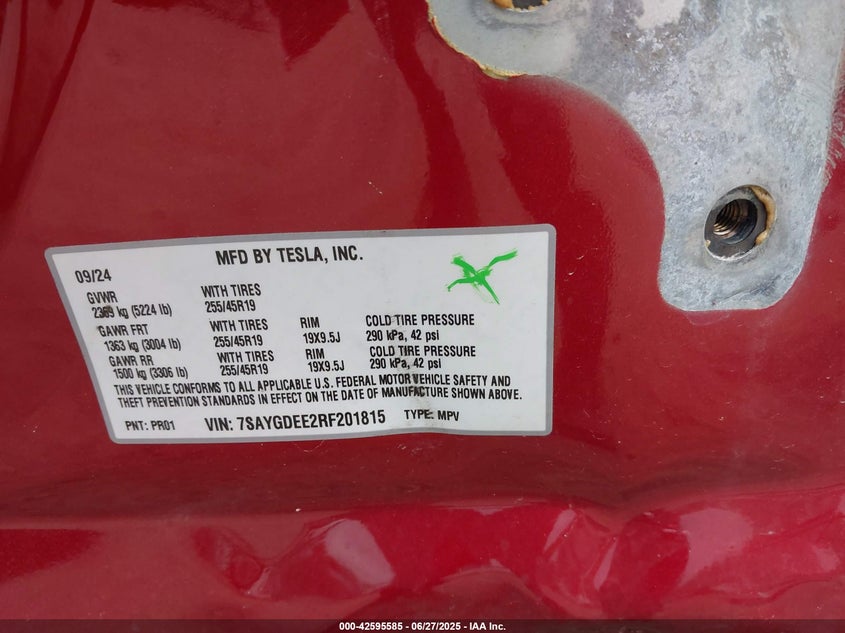 MFD BY TESLA, INC.
09/24
GVWR WITH TIRES
2369 kg (5224 lb) 255/45R19
GAWR FRT WITH TIRES RIM COLD TIRE PRESSURE
1363 kg (3004 lb) 255/45R19 19X9.5J 290 kPa, 42 psi
GAWR RR WITH TIRES RIM COLD TIRE PRESSURE
1500 kg (3306 lb) 255/45R19 19X9.5J 290 kPa, 42 psi
THIS VEHICLE CONFORMS TO ALL APPLICABLE U.S. FEDERAL MOTOR VEHICLE SAFETY AND
THEFT PREVENTION STANDARDS IN EFFECT ON THE DATE OF MANUFACTURE SHOWN ABOVE.
PNT: PR01 VIN: 7SAYGDEE2RF201815 TYPE: MPV
000-42595585 - 06/27/2025 - IAA Inc.